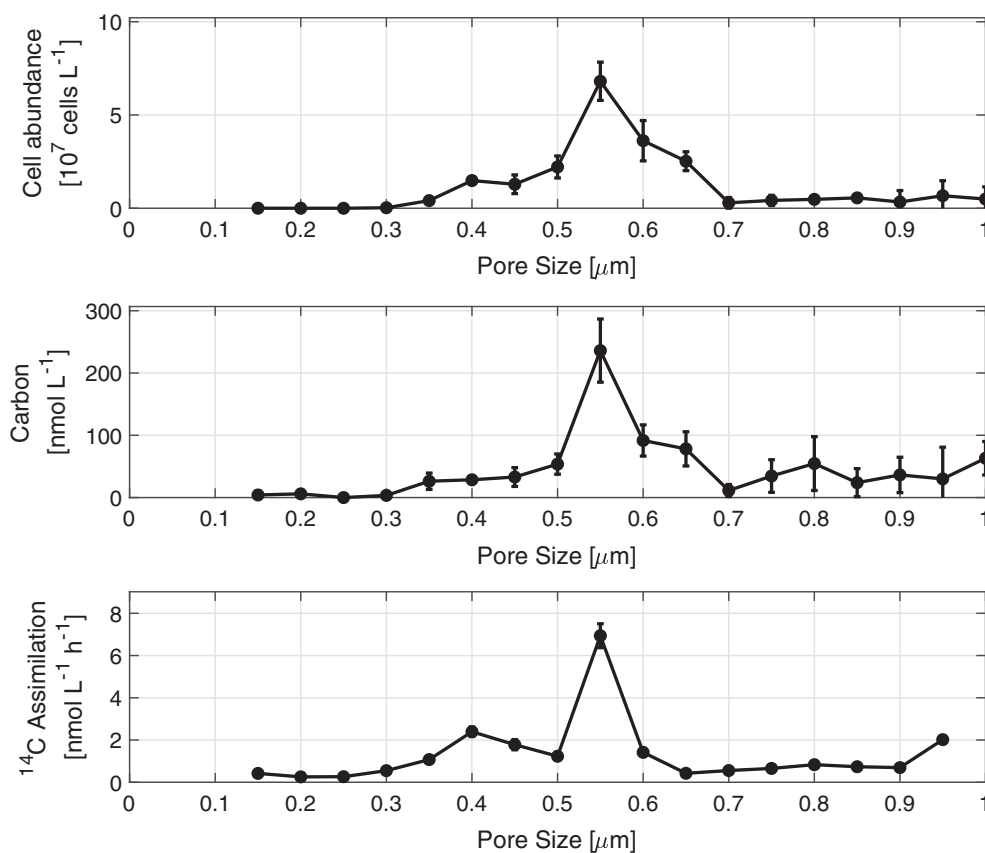 Cell abundance
[10⁷ cells L⁻¹]
10
5
0
0 0.1 0.2 0.3 0.4 0.5 0.6 0.7 0.8 0.9 1
Pore Size [μm]
Carbon
[nmol L⁻¹]
300
200
100
0
0 0.1 0.2 0.3 0.4 0.5 0.6 0.7 0.8 0.9 1
Pore Size [μm]
¹⁴C Assimilation
[nmol L⁻¹ h⁻¹]
8
6
4
2
0
0 0.1 0.2 0.3 0.4 0.5 0.6 0.7 0.8 0.9 1
Pore Size [μm]